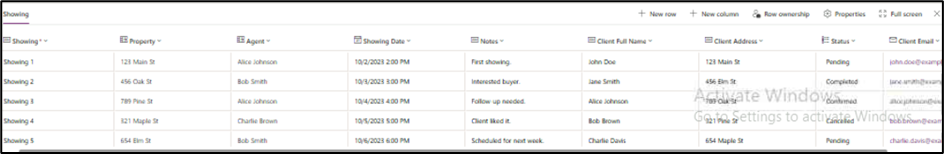 Showing
+ New row + New column Row ownership Properties Full screen
Showing * Property Agent Showing Date Notes Client Full Name Client Address Status Client Email
Showing 1 123 Main St Alice Johnson 10/2/2023 2:00 PM First showing. John Doe 123 Main St Pending john.doe@examp
Showing 2 456 Oak St Bob Smith 10/3/2023 3:00 PM Interested buyer. Jane Smith 456 Elm St Completed jane.smith@exam
Showing 3 789 Pine St Alice Johnson 10/4/2023 4:00 PM Follow up needed. Alice Johnson 789 Oak St Confirmed alice.johnson@ex
Showing 4 321 Maple St Charlie Brown 10/5/2023 5:00 PM Client liked it. Bob Brown 321 Pine St Cancelled bob.brown@exam
Showing 5 654 Elm St Bob Smith 10/6/2023 6:00 PM Scheduled for next week. Charlie Davis 654 Maple St Pending charlie.davis@ex
Activate Windows
Go to Settings to activate Windows.